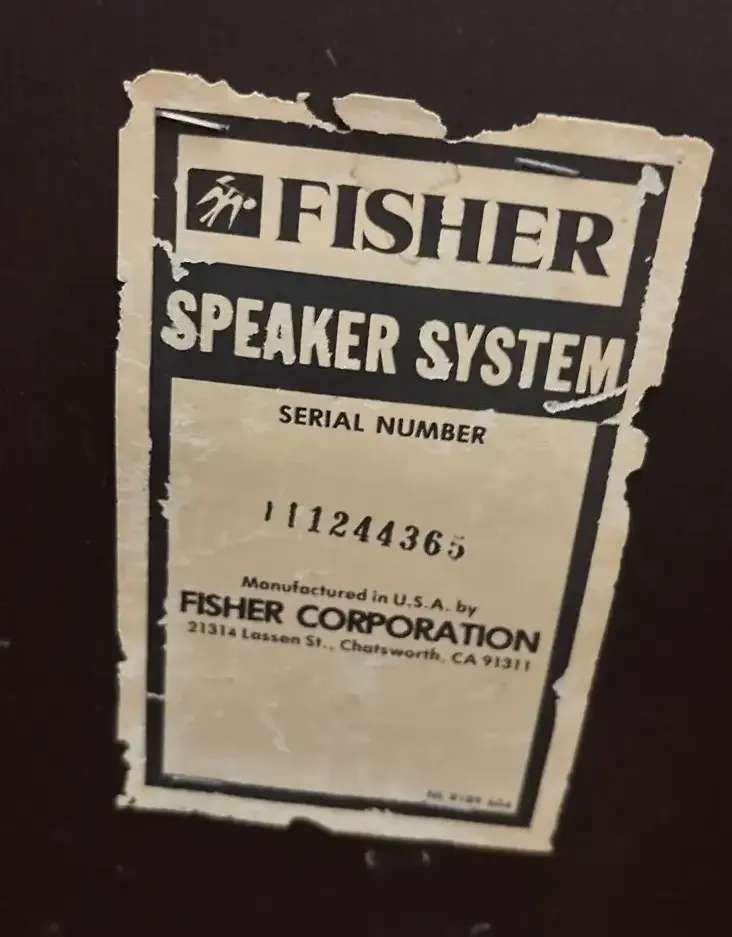 FISHER
SPEAKER SYSTEM
SERIAL NUMBER
111244365
Manufactured in U.S.A. by
FISHER CORPORATION
21314 Lassen St., Chatsworth, CA 91311